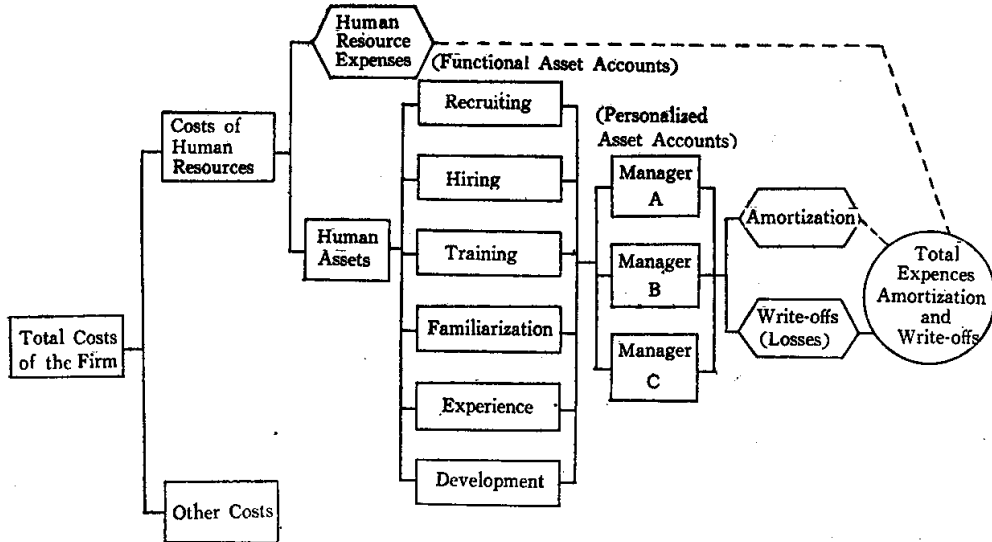 Human
Resource
Expenses
(Functional Asset Accounts)
Recruiting
(Personalized
Asset Accounts)
Costs of
Human
Resources
Hiring
Manager
A
Amortization
Human
Assets
Training
Manager
B
Total
Expences
Amortization
and
Write-offs
Total Costs
of the Firm
Familiarization
Write-offs
(Losses)
Manager
C
Experience
Development
Other Costs